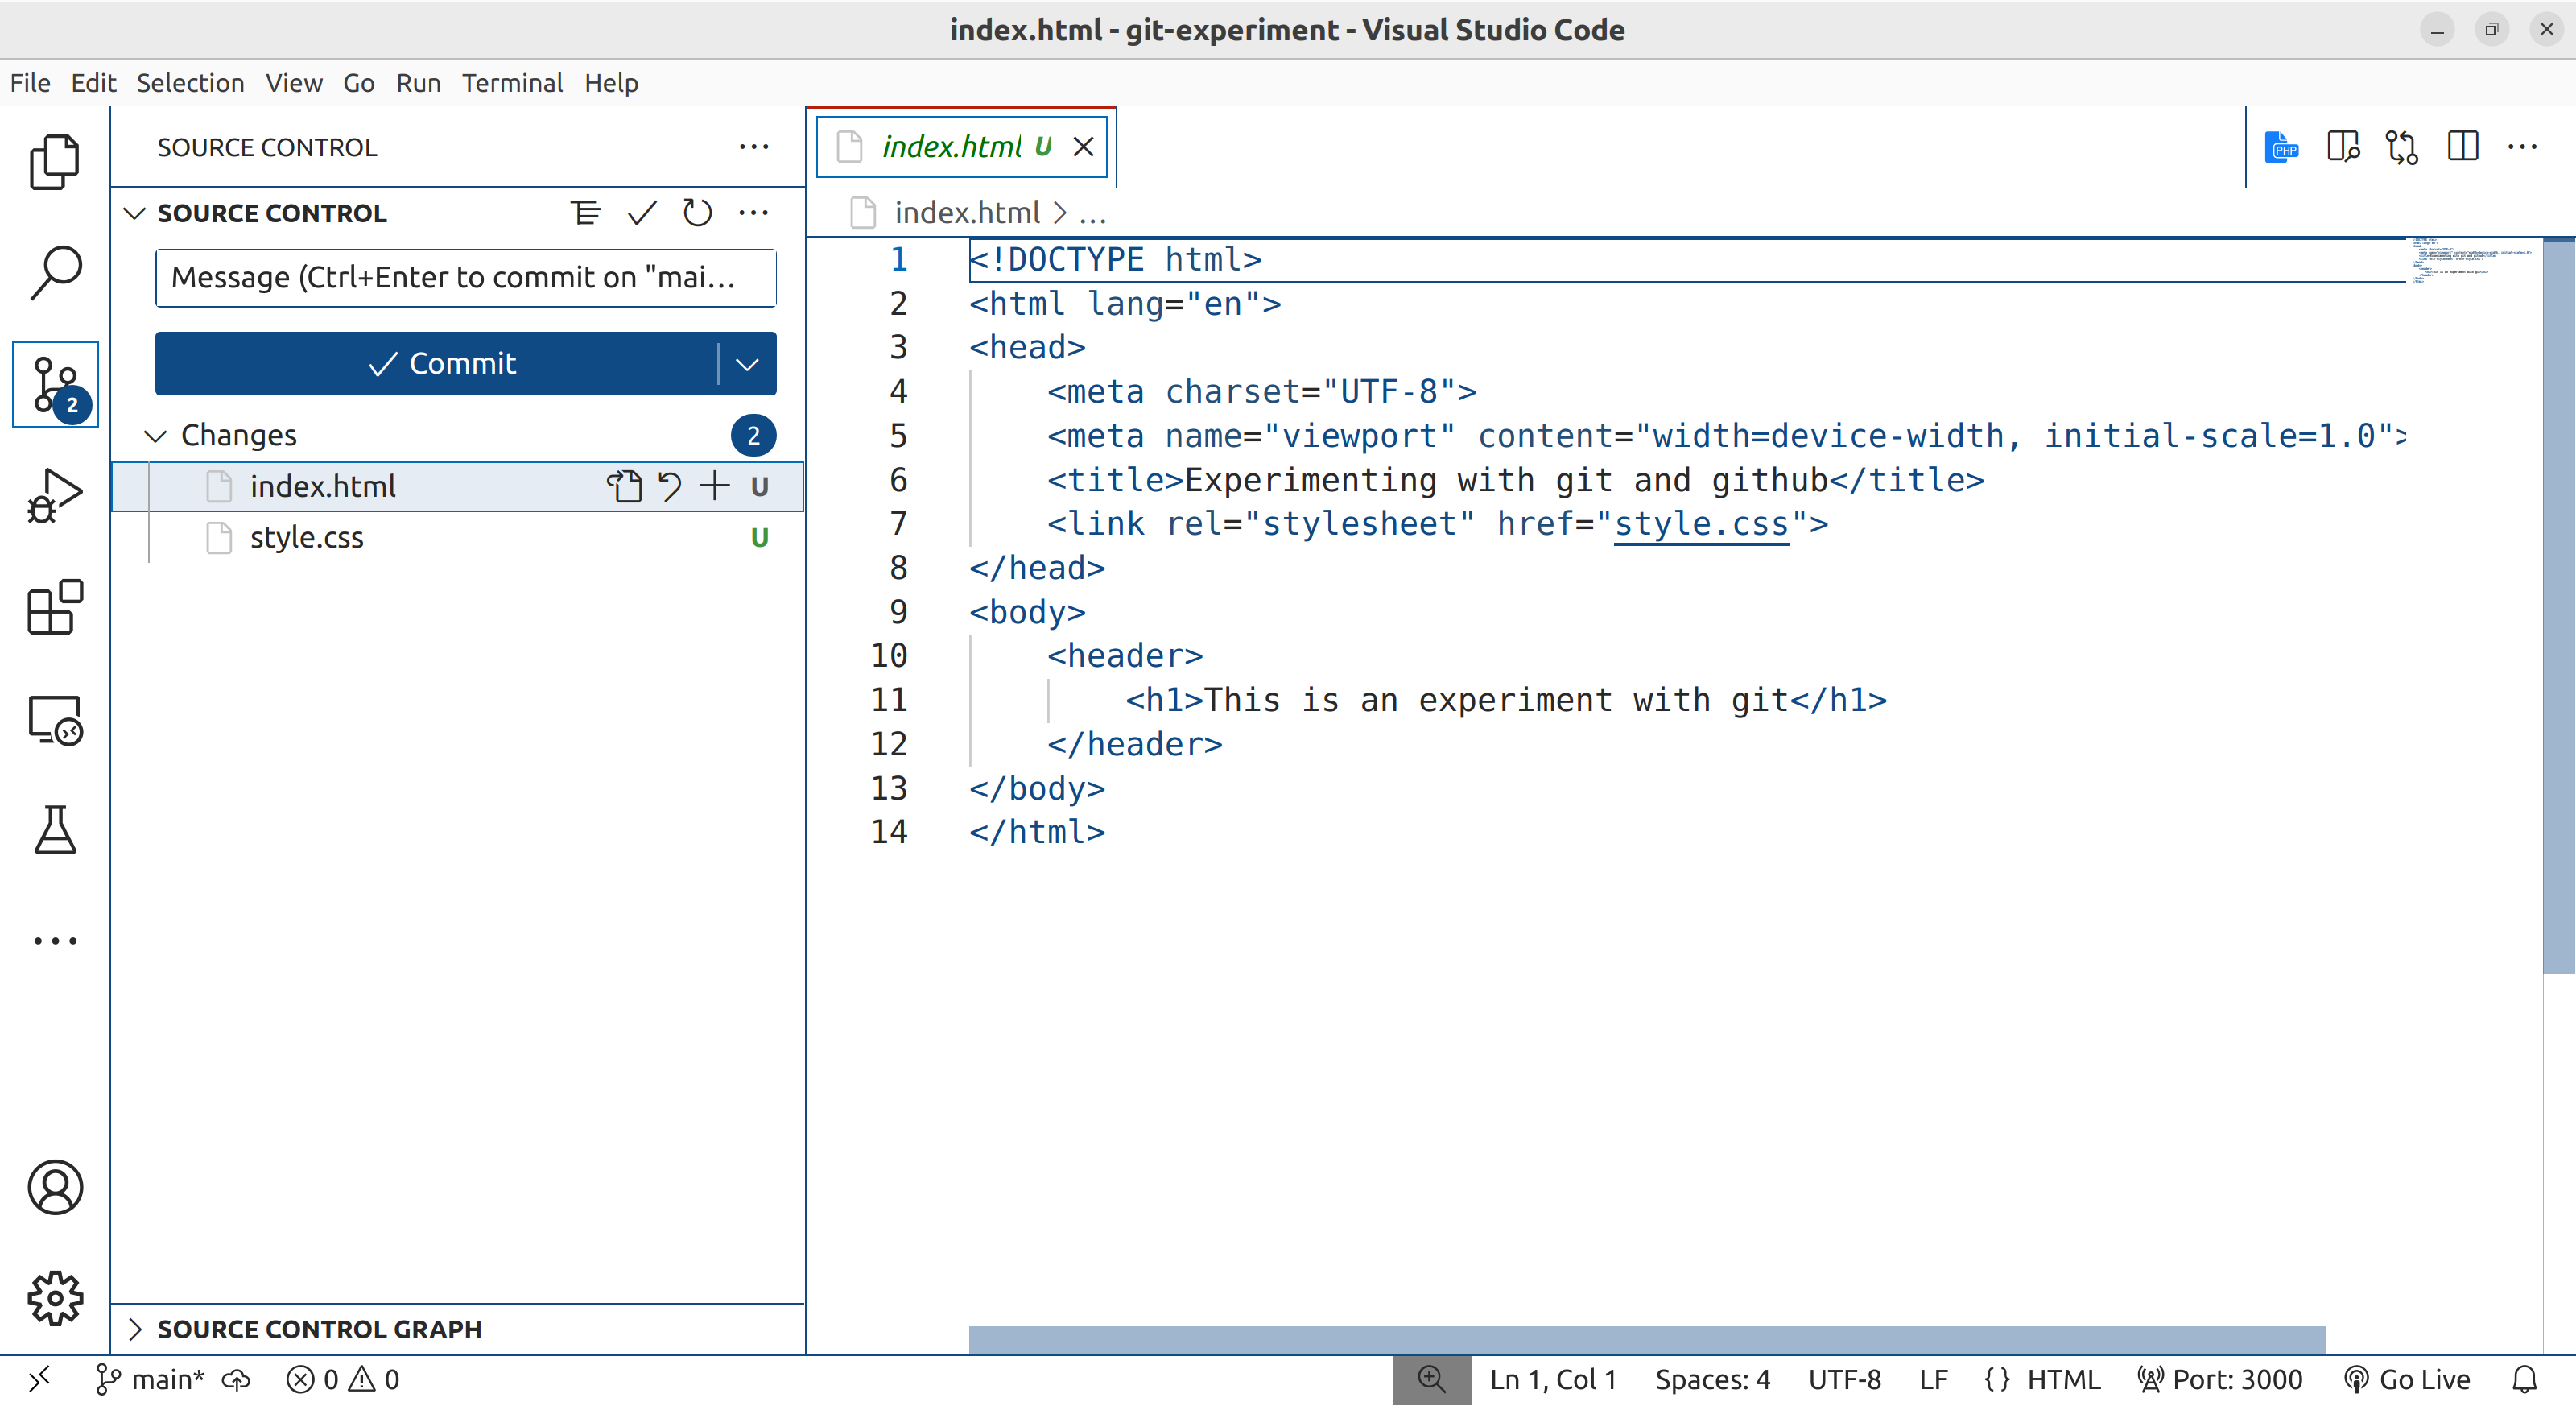 index.html - git-experiment - Visual Studio Code
File Edit Selection View Go Run Terminal Help
SOURCE CONTROL
SOURCE CONTROL
Message (Ctrl+Enter to commit on "mai...
Commit
2
Changes 2
index.html U
style.css U
SOURCE CONTROL GRAPH
index.html U
PHP
index.html > ...
1 <!DOCTYPE html>
2 <html lang="en">
3 <head>
4 <meta charset="UTF-8">
5 <meta name="viewport" content="width=device-width, initial-scale=1.0">
6 <title>Experimenting with git and github</title>
7 <link rel="stylesheet" href="style.css">
8 </head>
9 <body>
10 <header>
11 <h1>This is an experiment with git</h1>
12 </header>
13 </body>
14 </html>
main* 0 0 Ln 1, Col 1 Spaces: 4 UTF-8 LF {} HTML Port: 3000 Go Live